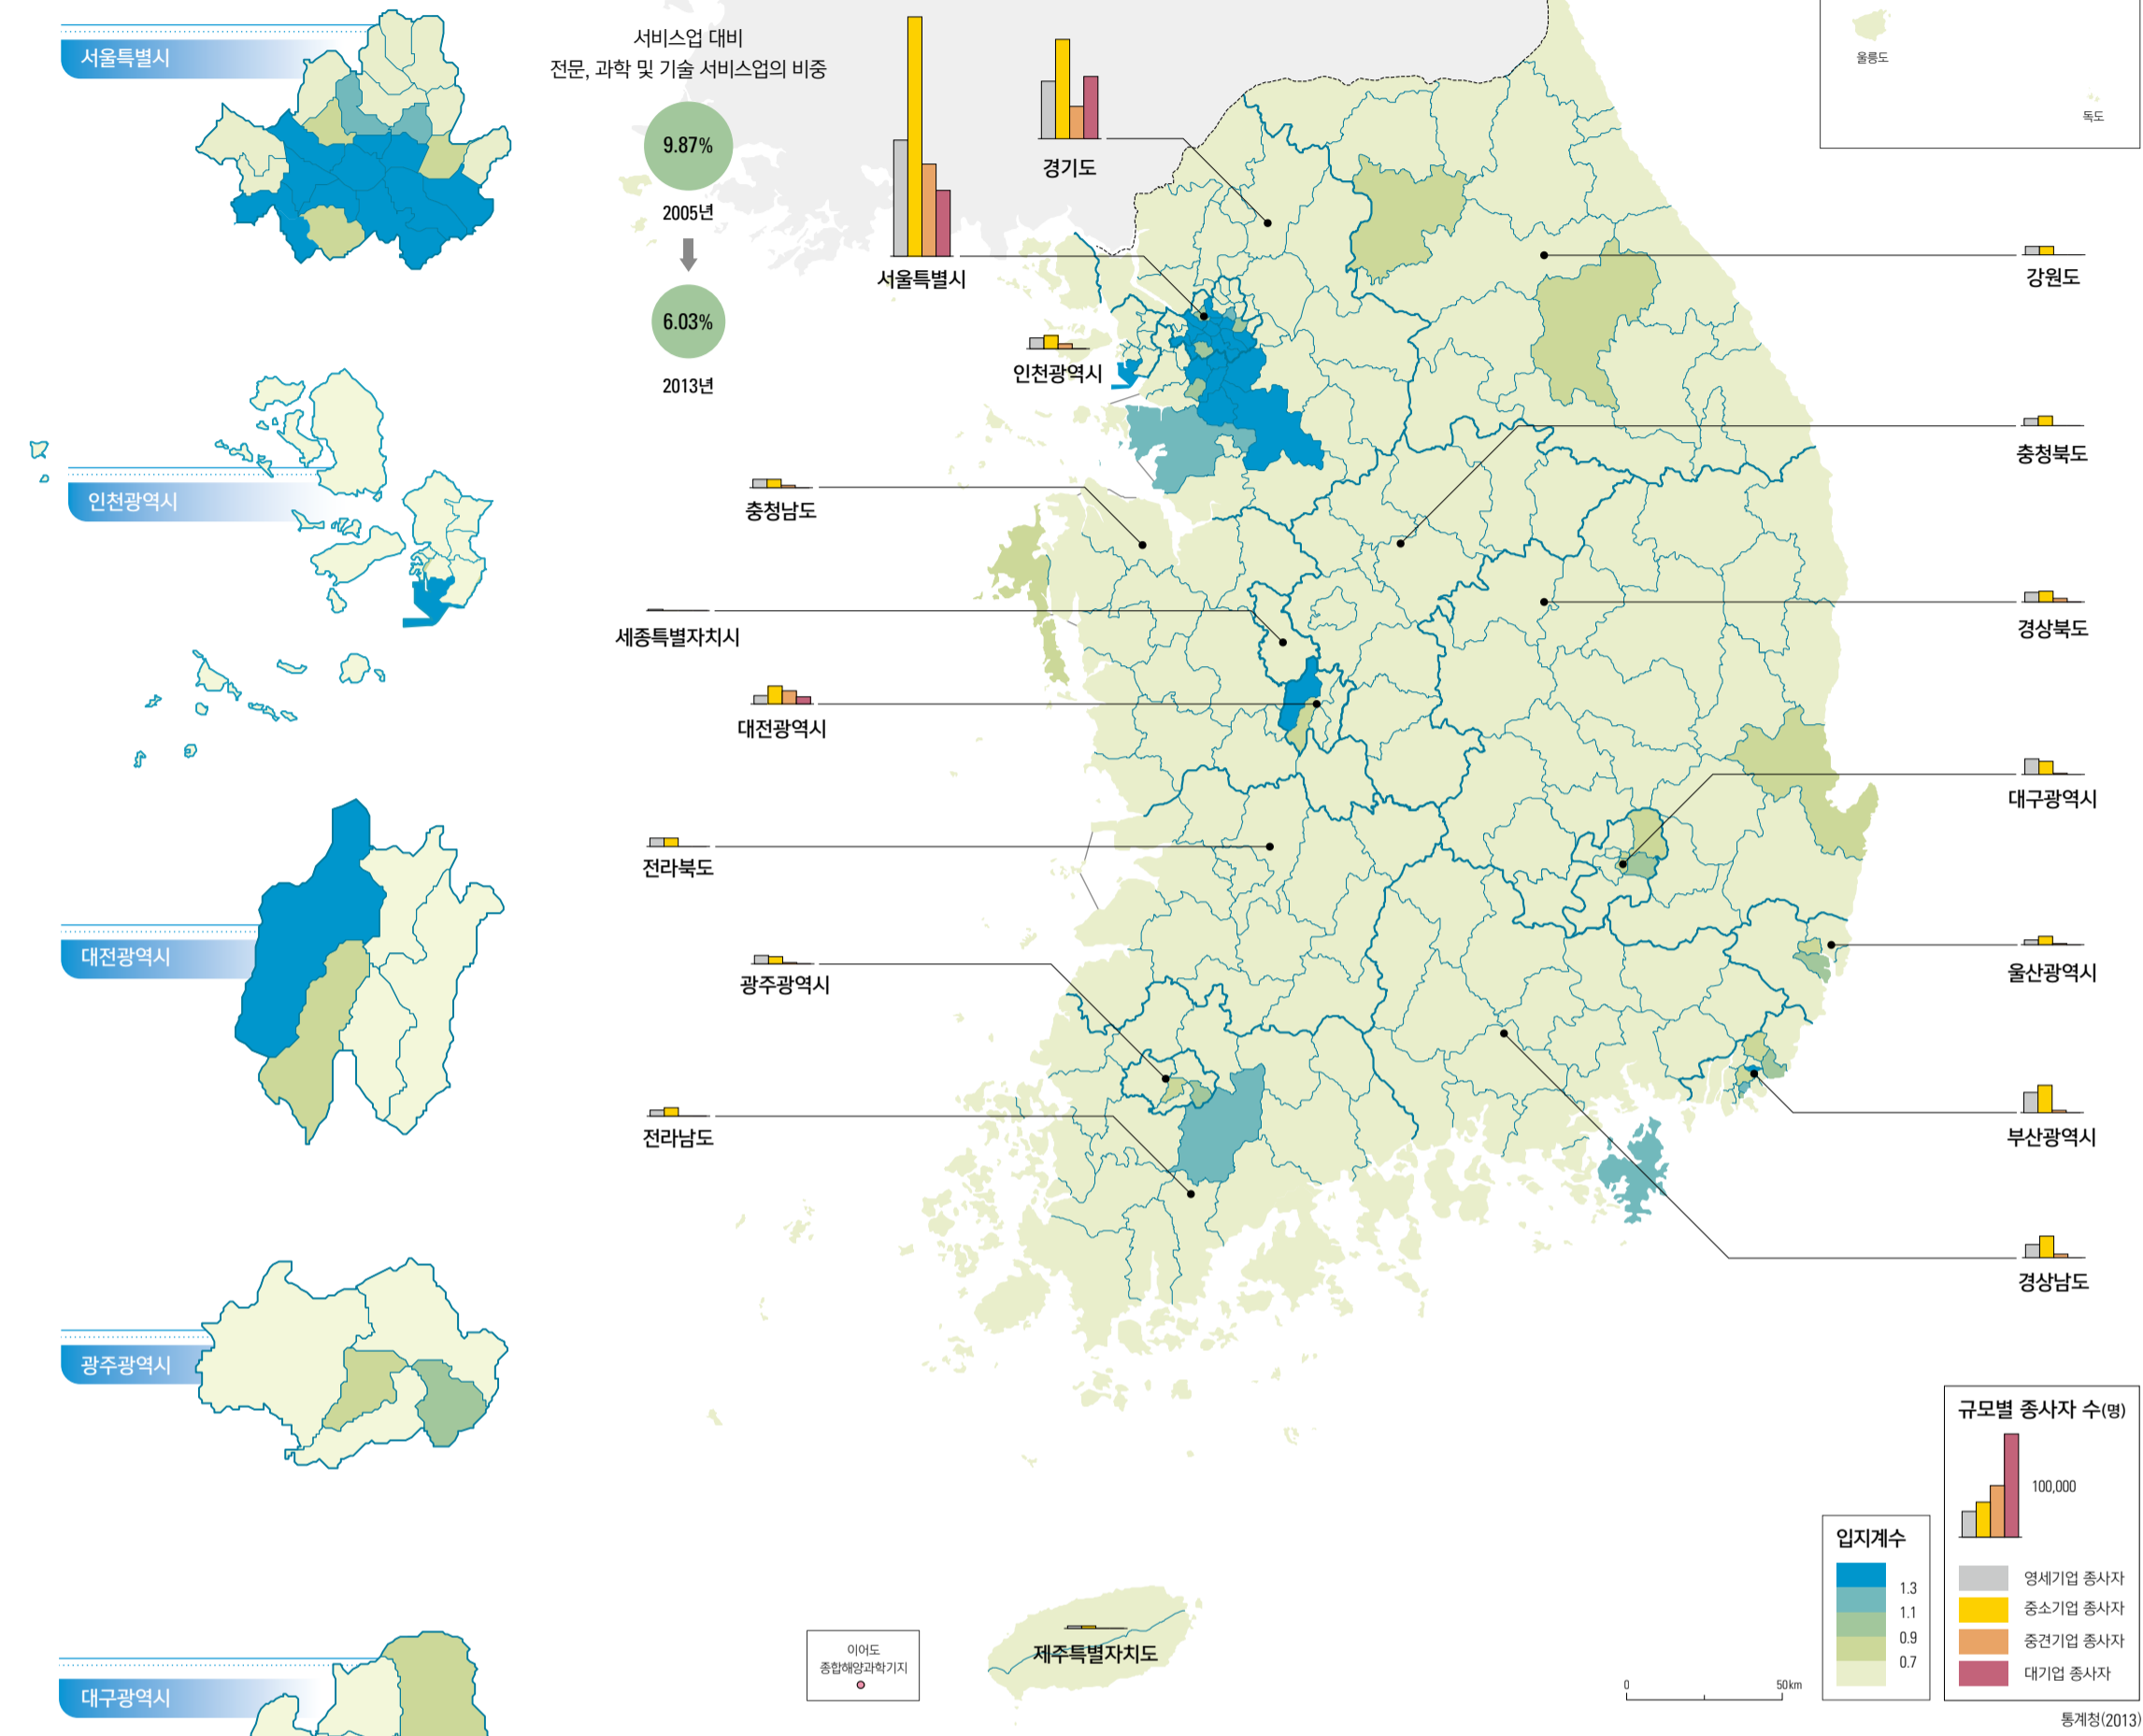 서울특별시
서비스업 대비
전문, 과학 및 기술 서비스업의 비중
9.87%
2005년
6.03%
2013년
울릉도
독도
경기도
서울특별시
강원도
인천광역시
충청북도
인천광역시
충청남도
경상북도
세종특별자치시
대전광역시
대구광역시
전라북도
대전광역시
광주광역시
울산광역시
전라남도
부산광역시
경상남도
광주광역시
대구광역시
이어도
종합해양과학기지
제주특별자치도
0
50km
입지계수
1.3
1.1
0.9
0.7
규모별 종사자 수(명)
100,000
영세기업 종사자
중소기업 종사자
중견기업 종사자
대기업 종사자
통계청(2013)